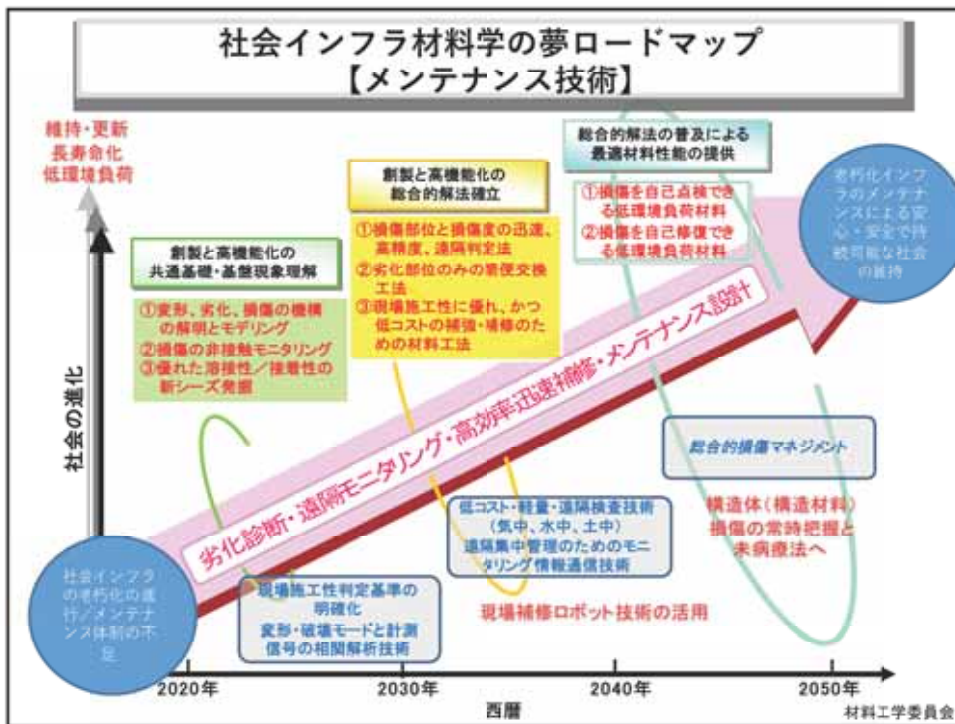 社会インフラ材料学の夢ロードマップ
【メンテナンス技術】
維持・更新
長寿命化
低環境負荷
社会の進化
創製と高機能化の
共通基礎・基盤現象理解
①変形、劣化、損傷の機構
の解明とモデリング
②損傷の非接触モニタリング
③優れた溶接性/接着性の
新シーズ発掘
創製と高機能化の
総合的解法確立
①損傷部位と損傷度の迅速、
高精度、遠隔判定法
②劣化部位のみの簡便交換
工法
③現場施工性に優れ、かつ
低コストの補強・補修のた
めの材料工法
総合的解法の普及による
最適材料性能の提供
①損傷を自己点検でき
る低環境負荷材料
②損傷を自己修復でき
る低環境負荷材料
老朽化インフ
ラのメンテナ
ンスによる安
心・安全で持
続可能な社会
の維持
劣化診断・遠隔モニタリング・高効率迅速補修・メンテナンス設計
社会インフラ
の老朽化の進
行/メンテナ
ンス体制の不
足
現場施工性判定基準の
明確化
変形・破壊モードと計測
信号の相関解析技術
低コスト・軽量・遠隔検査技術
(気中、水中、土中)
遠隔集中管理のためのモニ
タリング情報通信技術
現場補修ロボット技術の活用
総合的損傷マネジメント
構造体(構造材料)
損傷の常時把握と
未病療法へ
2020年
2030年
2040年
2050年
西暦
材料工学委員会